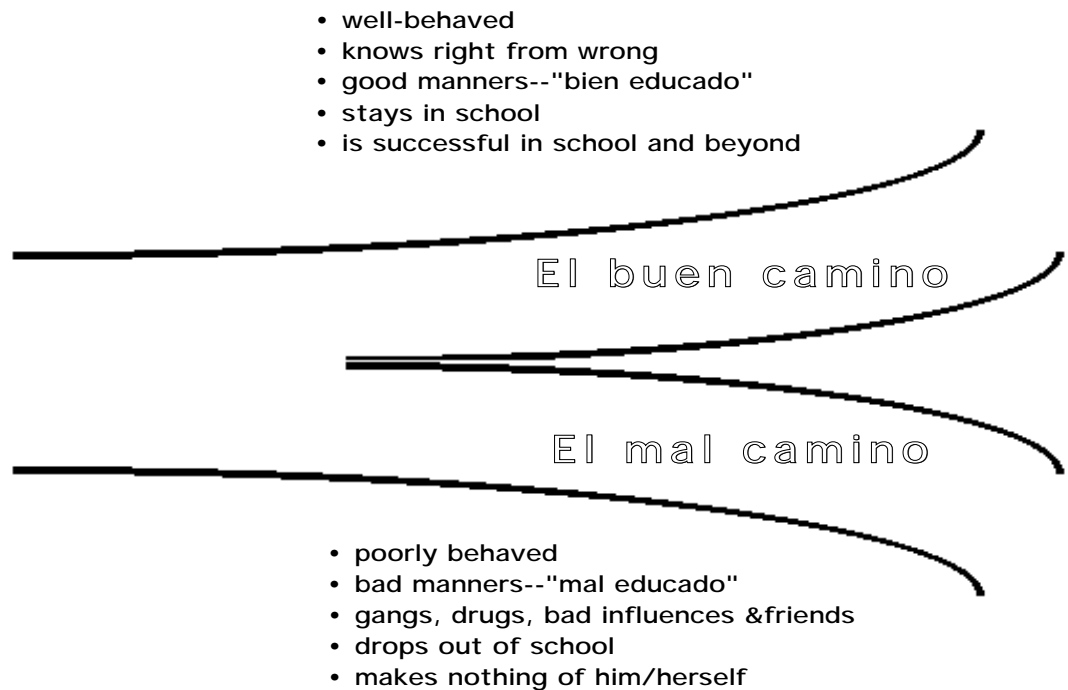 • well-behaved
• knows right from wrong
• good manners--"bien educado"
• stays in school
• is successful in school and beyond
El buen camino
El mal camino
• poorly behaved
• bad manners--"mal educado"
• gangs, drugs, bad influences &friends
• drops out of school
• makes nothing of him/herself